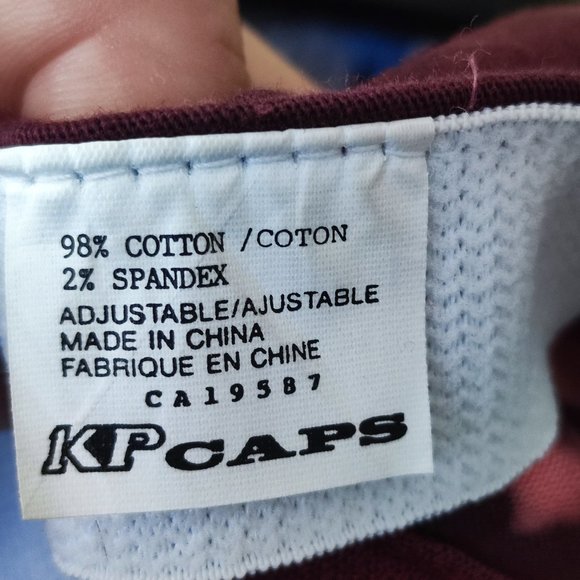 98% COTTON /COTON
2% SPANDEX
ADJUSTABLE/AJUSTABLE
MADE IN CHINA
FABRIQUE EN CHINE
CA19587
KP CAPS